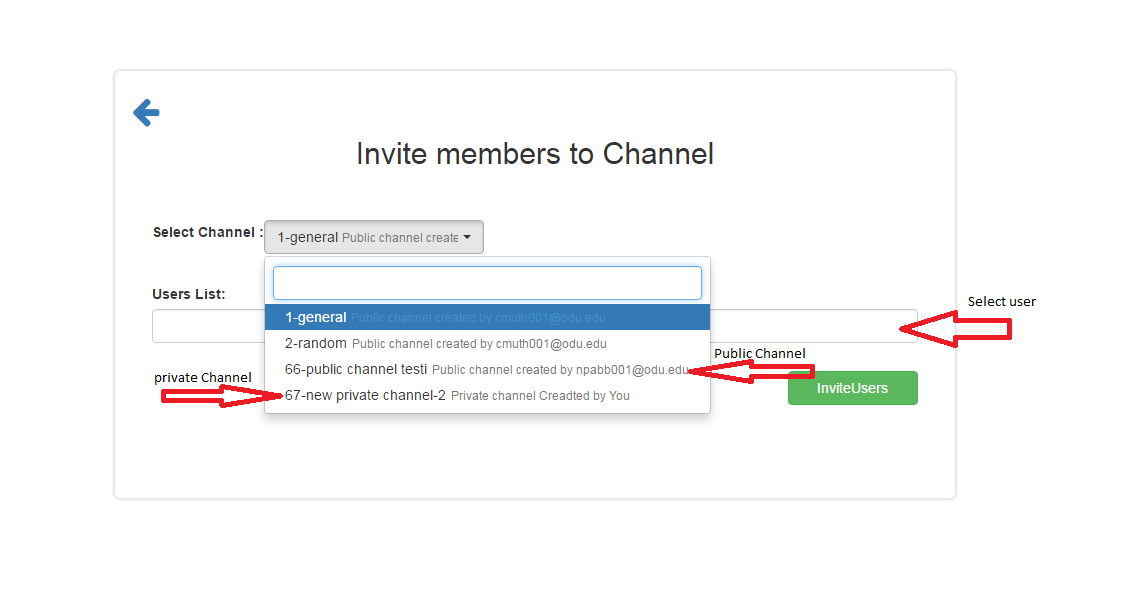 Invite members to Channel
Select Channel : 1-general Public channel create
Users List:
1-general Public channel created by cmuth001@odu.edu
2-random Public channel created by cmuth001@odu.edu
66-public channel testi Public channel created by npabb001@odu.edu
67-new private channel-2 Private channel Creadted by You
Select user
Public Channel
private Channel
InviteUsers